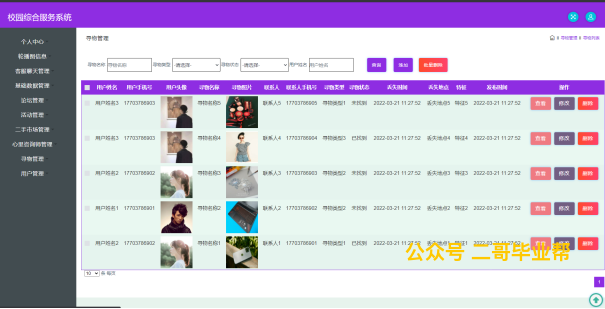 校园综合服务系统
个人中心
轮播图信息
客服聊天管理
基础数据管理
论坛管理
活动管理
二手市场管理
心里咨询师管理
寻物管理
用户管理
寻物管理
寻物管理 寻物列表
寻物名称 寻物名称 寻物类型 -请选择- 寻物状态 -请选择- 用户姓名 用户姓名 查询 添加 批量删除
用户姓名 用户手机号 用户头像 寻物名称 寻物照片 联系人 联系人手机号 寻物类型 寻物状态 丢失时间 丢失地点 特征 发布时间 操作
用户姓名3 17703786903 寻物名称5 联系人5 17703786905 寻物类型1 未找到 2022-03-21 11:27:52 丢失地点5 特征5 2022-03-21 11:27:52 查看 修改 删除
用户姓名3 17703786903 寻物名称4 联系人4 17703786904 寻物类型3 已找到 2022-03-21 11:27:52 丢失地点4 特征4 2022-03-21 11:27:52 查看 修改 删除
用户姓名2 17703786902 寻物名称3 联系人3 17703786903 寻物类型2 未找到 2022-03-21 11:27:52 丢失地点3 特征3 2022-03-21 11:27:52 查看 修改 删除
用户姓名1 17703786901 寻物名称2 联系人2 17703786902 寻物类型2 未找到 2022-03-21 11:27:52 丢失地点2 特征2 2022-03-21 11:27:52 查看 修改 删除
用户姓名2 17703786902 寻物名称1 联系人1 17703786901 寻物类型1 已找到 2022-03-21 11:27:52 丢失地点1 特征1 2022-03-21 11:27:52 查看 修改 删除
公众号 二哥毕业帮
10 条 每页
1